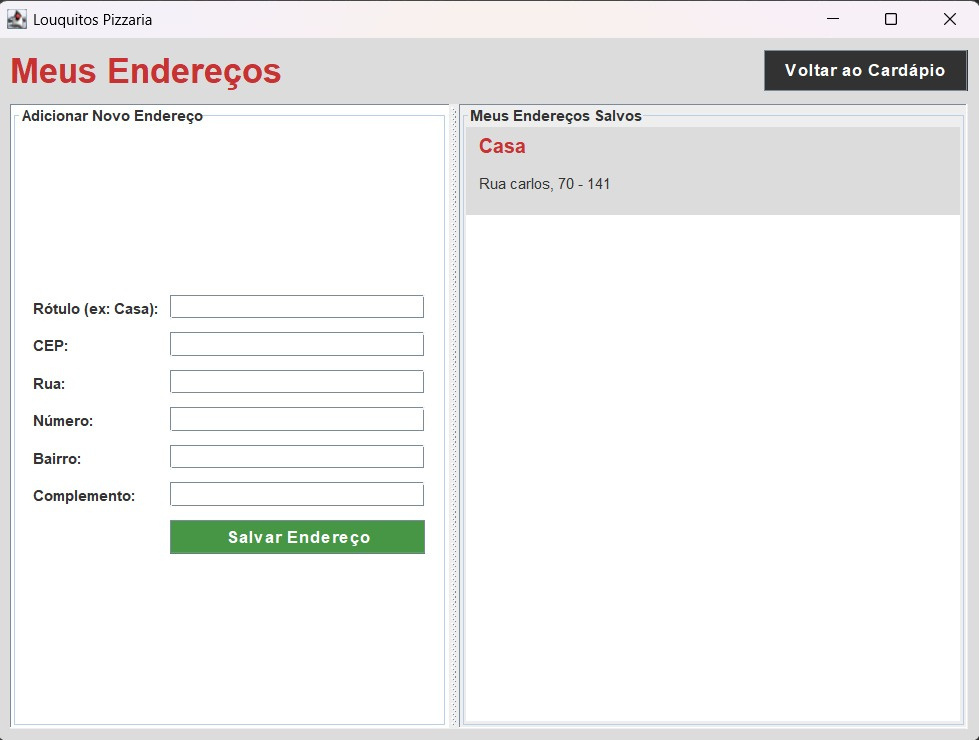 Louquitos Pizzaria
Meus Endereços
Voltar ao Cardápio
Adicionar Novo Endereço
Rótulo (ex: Casa):
CEP:
Rua:
Número:
Bairro:
Complemento:
Salvar Endereço
Meus Endereços Salvos
Casa
Rua carlos, 70 - 141